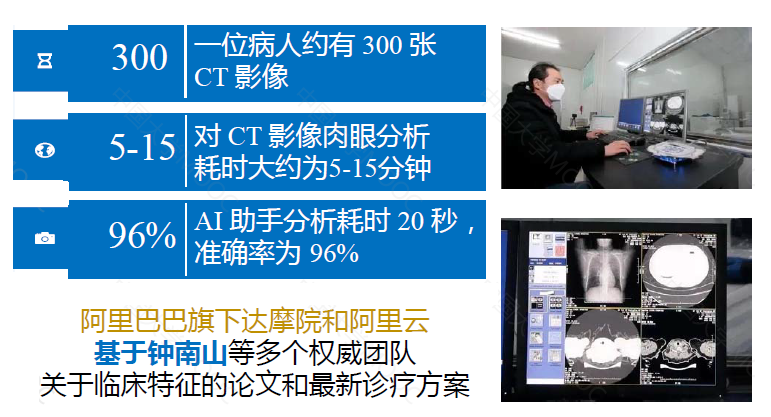 300
一位病人约有 300 张
CT 影像
5-15
对 CT 影像肉眼分析
耗时大约为5-15分钟
96%
AI 助手分析耗时 20 秒，
准确率为 96%
阿里巴巴旗下达摩院和阿里云
基于钟南山等多个权威团队
关于临床特征的论文和最新诊疗方案